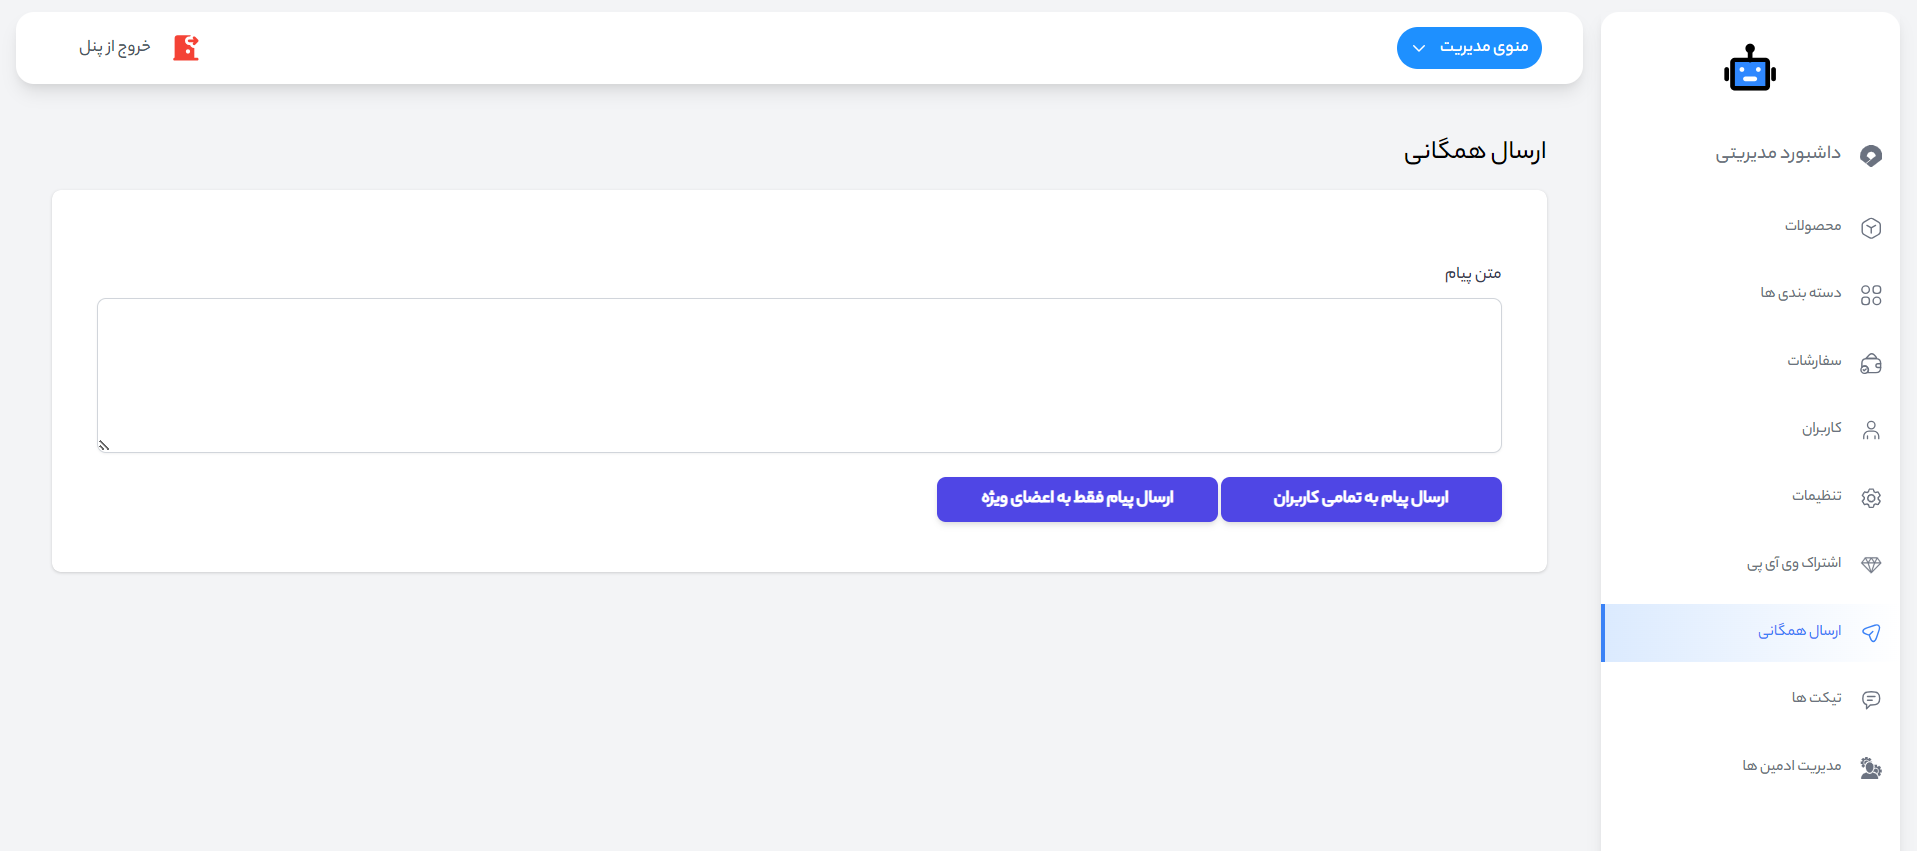 منوی مدیریت
خروج از پنل
داشبورد مدیریتی
محصولات
دسته بندی ها
سفارشات
کاربران
تنظیمات
اشتراک وی آی پی
ارسال همگانی
تیکت ها
مدیریت ادمین ها
ارسال همگانی
متن پیام
ارسال پیام به تمامی کاربران
ارسال پیام فقط به اعضای ویژه